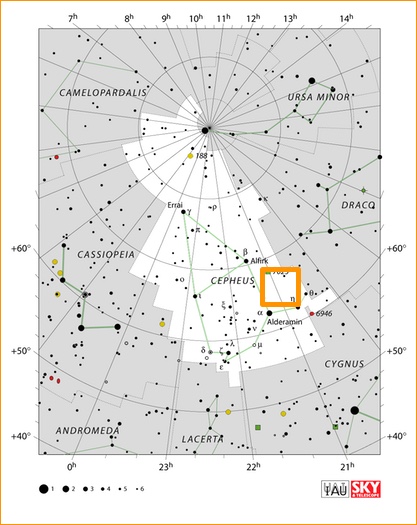 7h 8h 9h 10h 11h 12h 13h 14h
CAMELOPARDALIS
URSA MINOR
188
DRACO
Errai
γ
ρ
κ
π
+60° CASSIOPEIA β Alfirk +60°
ο CEPHEUS
ι ξ η θ
α 6946
Alderamin
ν
+50° δ ζ λ μ +50°
ε
CYGNUS
+40° ANDROMEDA LACERTA +40°
0h 23h 22h 21h
1 2 3 4 5 6
IAU SKY
& TELESCOPE